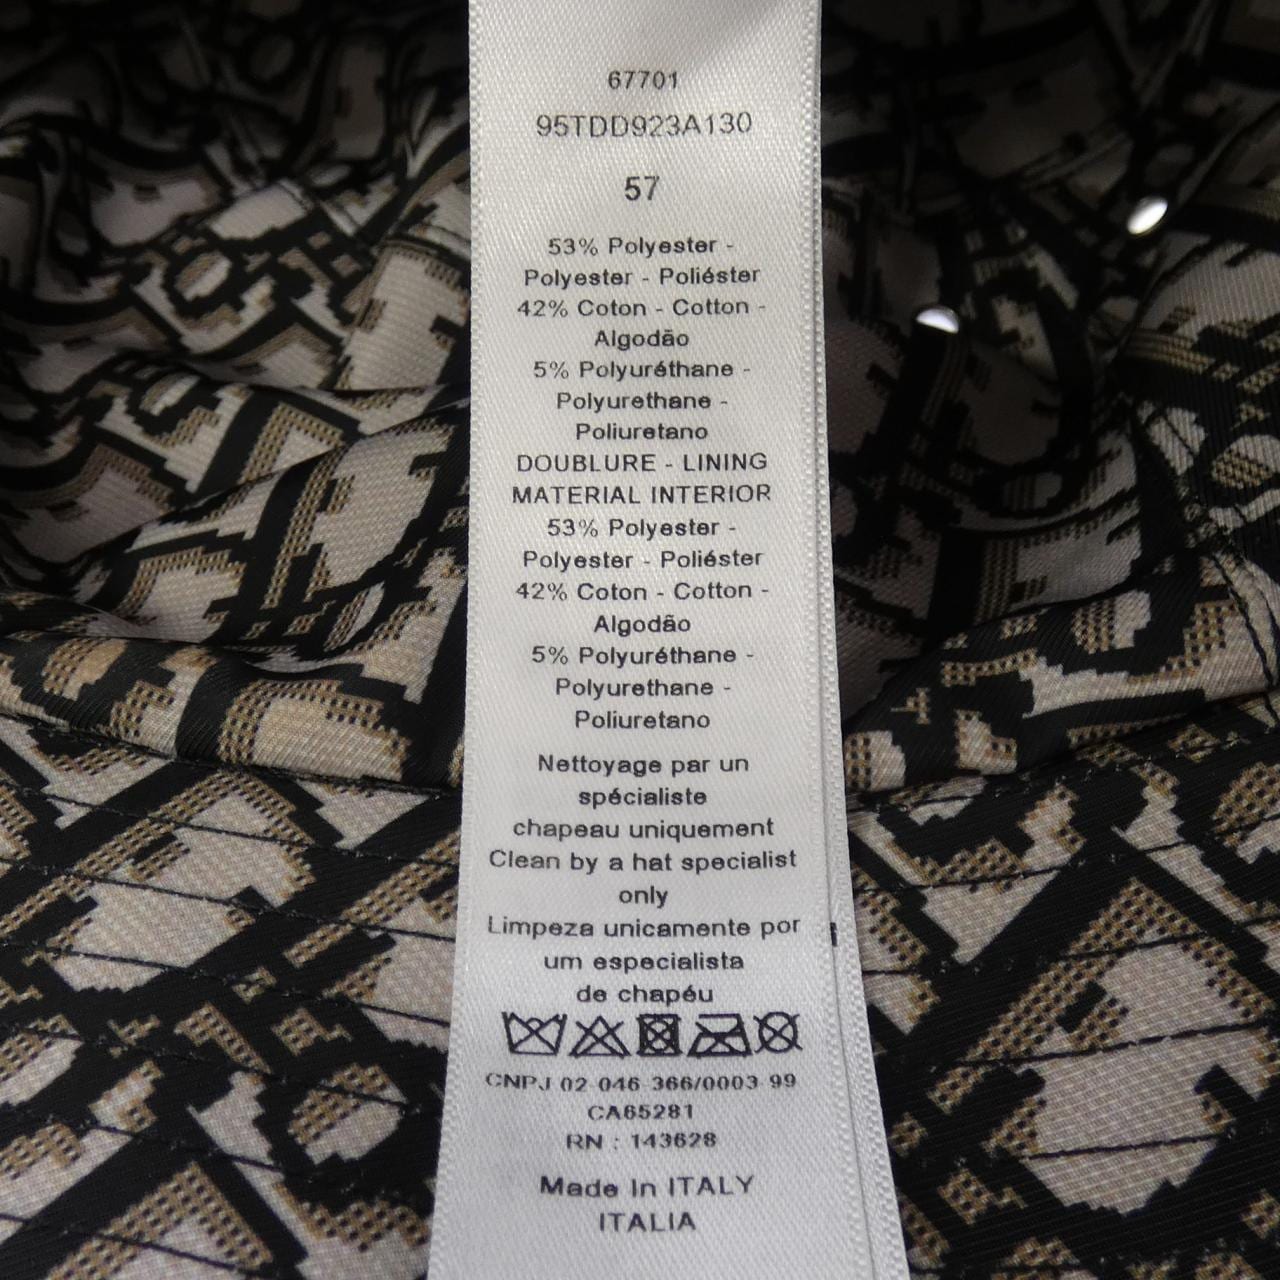 67701
95TDD923A130
57
53% Polyester -
Polyester - Poliéster
42% Coton - Cotton -
Algodão
5% Polyuréthane -
Polyurethane -
Poliuretano
DOUBLURE - LINING
MATERIAL INTERIOR
53% Polyester -
Polyester - Poliéster
42% Coton - Cotton -
Algodão
5% Polyuréthane -
Polyurethane -
Poliuretano
Nettoyage par un
spécialiste
chapeau uniquement
Clean by a hat specialist
only
Limpeza unicamente por
um especialista
de chapéu
CNPJ 02 046 366/0003 99
CA65281
RN : 143628
Made In ITALY
ITALIA